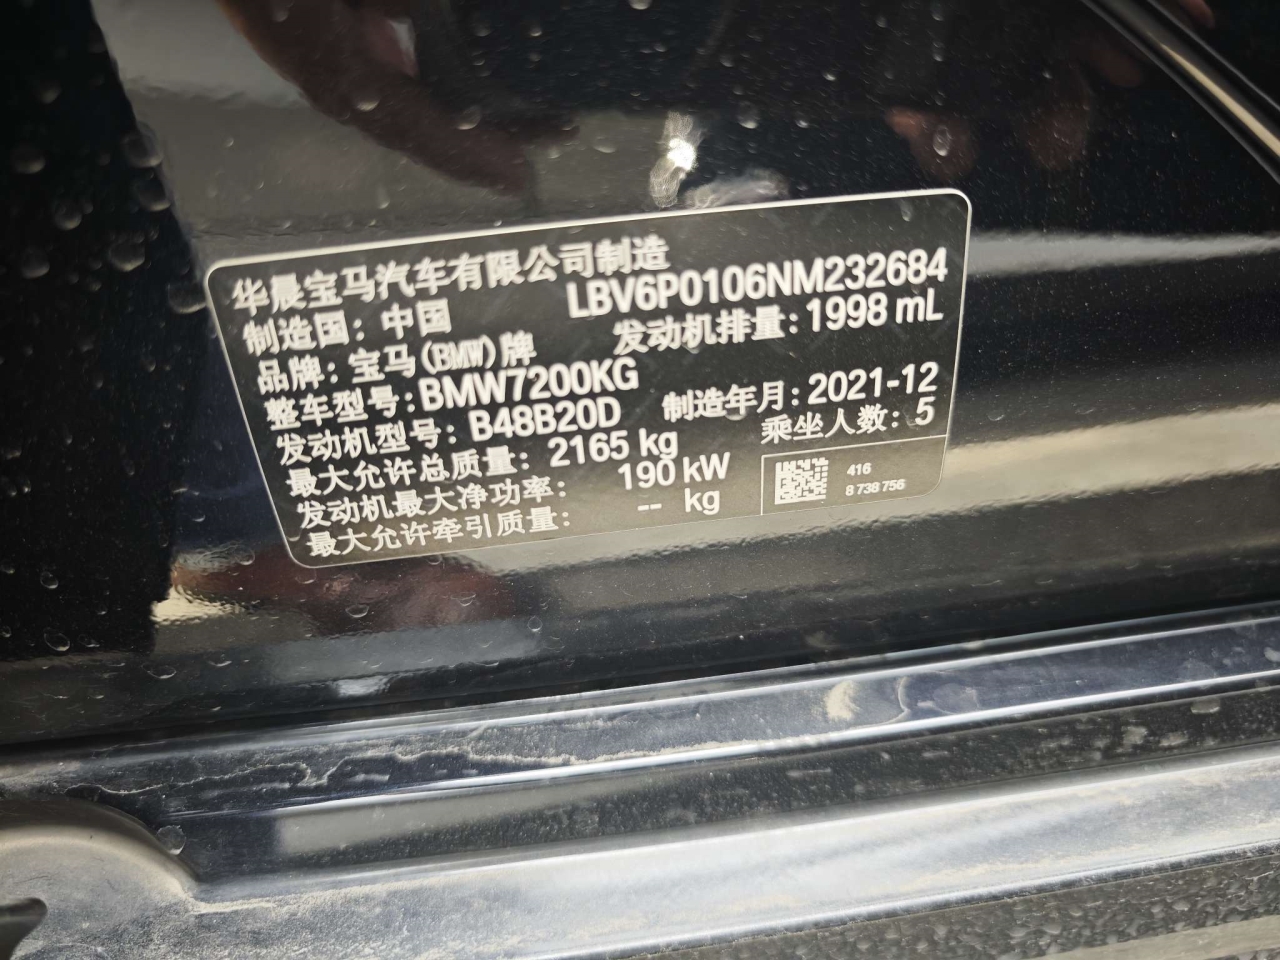 华晨宝马汽车有限公司制造
制造国：中国 LBV6P0106NM232684
品牌：宝马(BMW)牌 发动机排量：1998 mL
整车型号：BMW7200KG
发动机型号：B48B20D 制造年月：2021-12
最大允许总质量：2165 kg 乘坐人数：5
发动机最大净功率：190 kW
最大允许牵引质量：-- kg
416
8 738 756